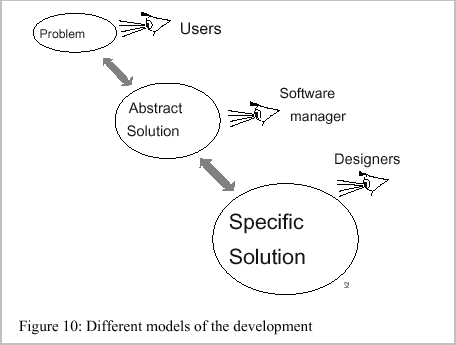 Problem
Users
Abstract
Solution
Software
manager
Designers
Specific
Solution
Figure 10: Different models of the development